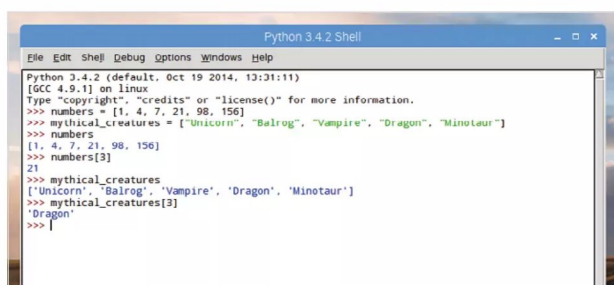 Python 3.4.2 Shell
File Edit Shell Debug Options Windows Help
Python 3.4.2 (default, Oct 19 2014, 13:31:11)
[GCC 4.9.1] on linux
Type "copyright", "credits" or "license()" for more information.
>>> numbers = [1, 4, 7, 21, 98, 156]
>>> mythical_creatures = ["Unicorn", "Balrog", "Vampire", "Dragon", "Minotaur"]
>>> numbers
[1, 4, 7, 21, 98, 156]
>>> numbers[3]
21
>>> mythical_creatures
['Unicorn', 'Balrog', 'Vampire', 'Dragon', 'Minotaur']
>>> mythical_creatures[3]
'Dragon'
>>>